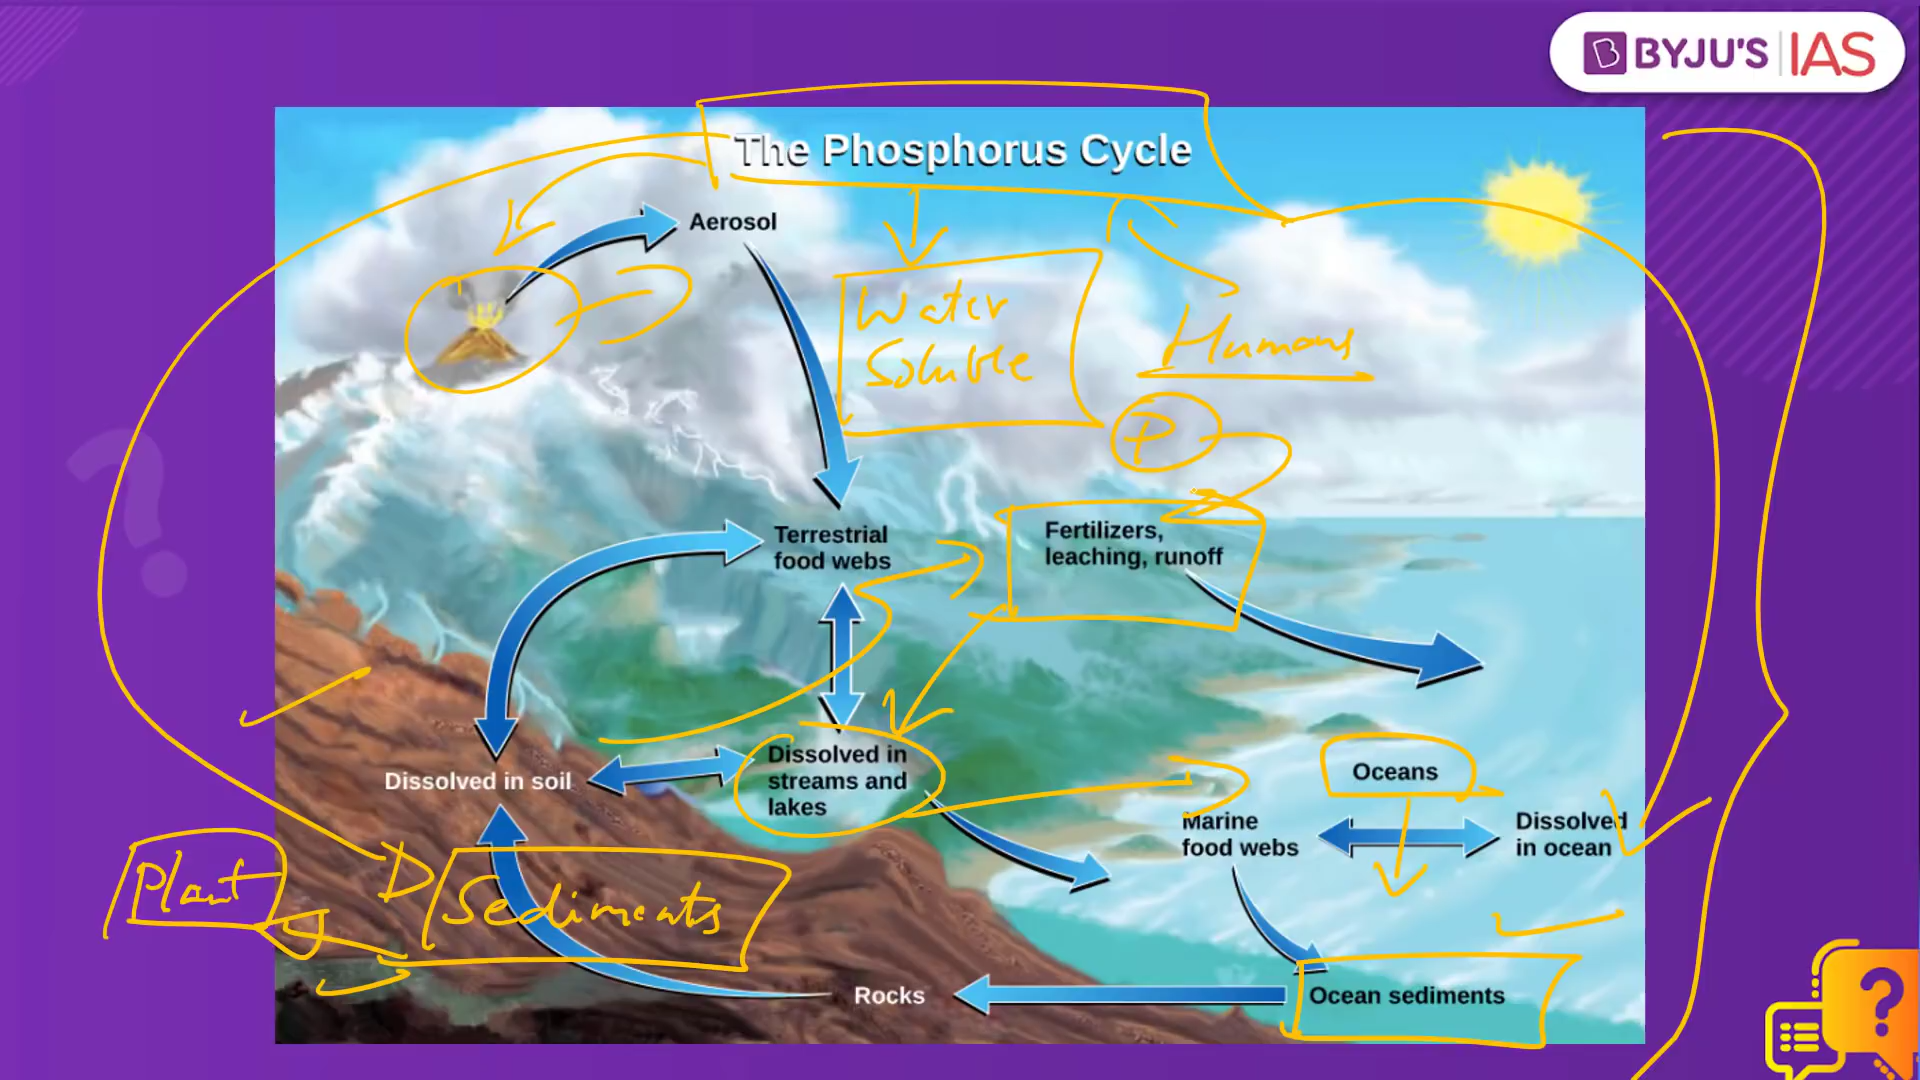 BYJU'S IAS
The Phosphorus Cycle
Aerosol
Water
Soluble
Humans
P
Terrestrial
food webs
Fertilizers,
leaching, runoff
Dissolved in soil
Dissolved in
streams and
lakes
Oceans
Marine
food webs
Dissolved
in ocean
Plant
Sediments
Rocks
Ocean sediments